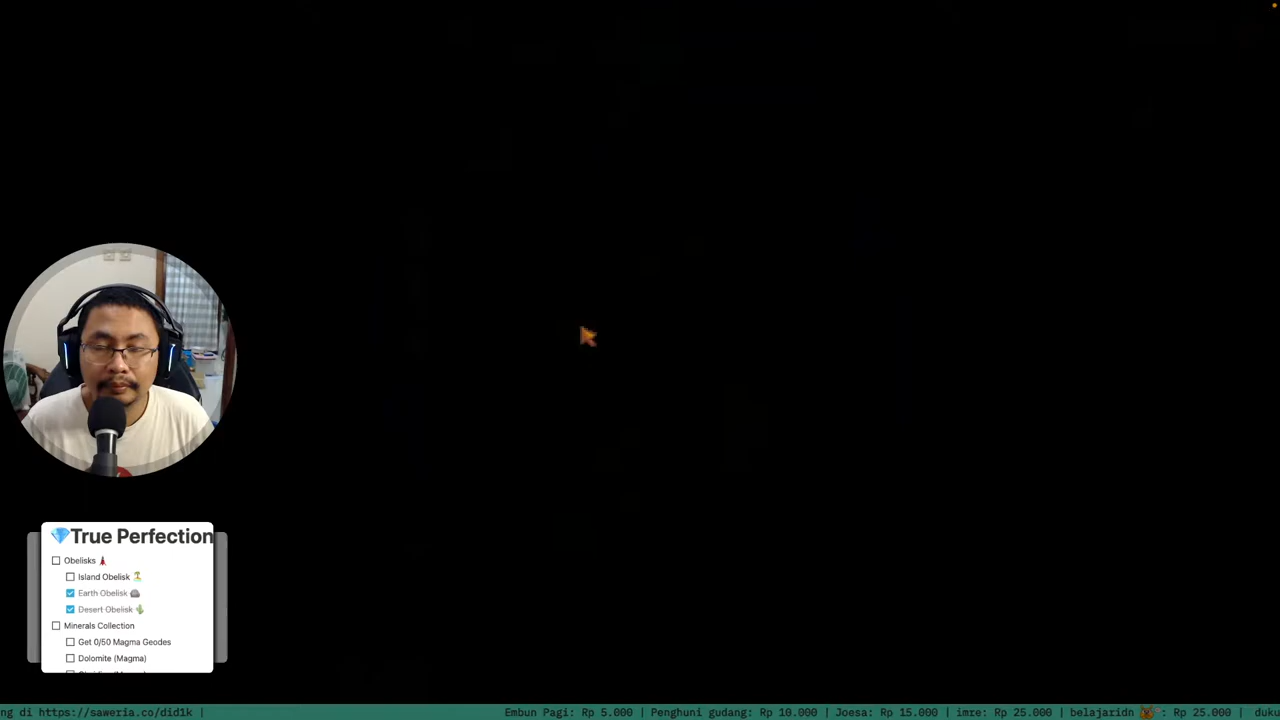 💎True Perfection
Obelisks
Island Obelisk 🏝️
Earth Obelisk
Desert Obelisk 🌵
Minerals Collection
Get 0/50 Magma Geodes
Dolomite (Magma)
ng di https://saweria.co/did1k | Embun Pagi: Rp 5.000 | Penghuni gudang: Rp 10.000 | Joesa: Rp 15.000 | imre: Rp 25.000 | belajaridn : Rp 25.000 | duku